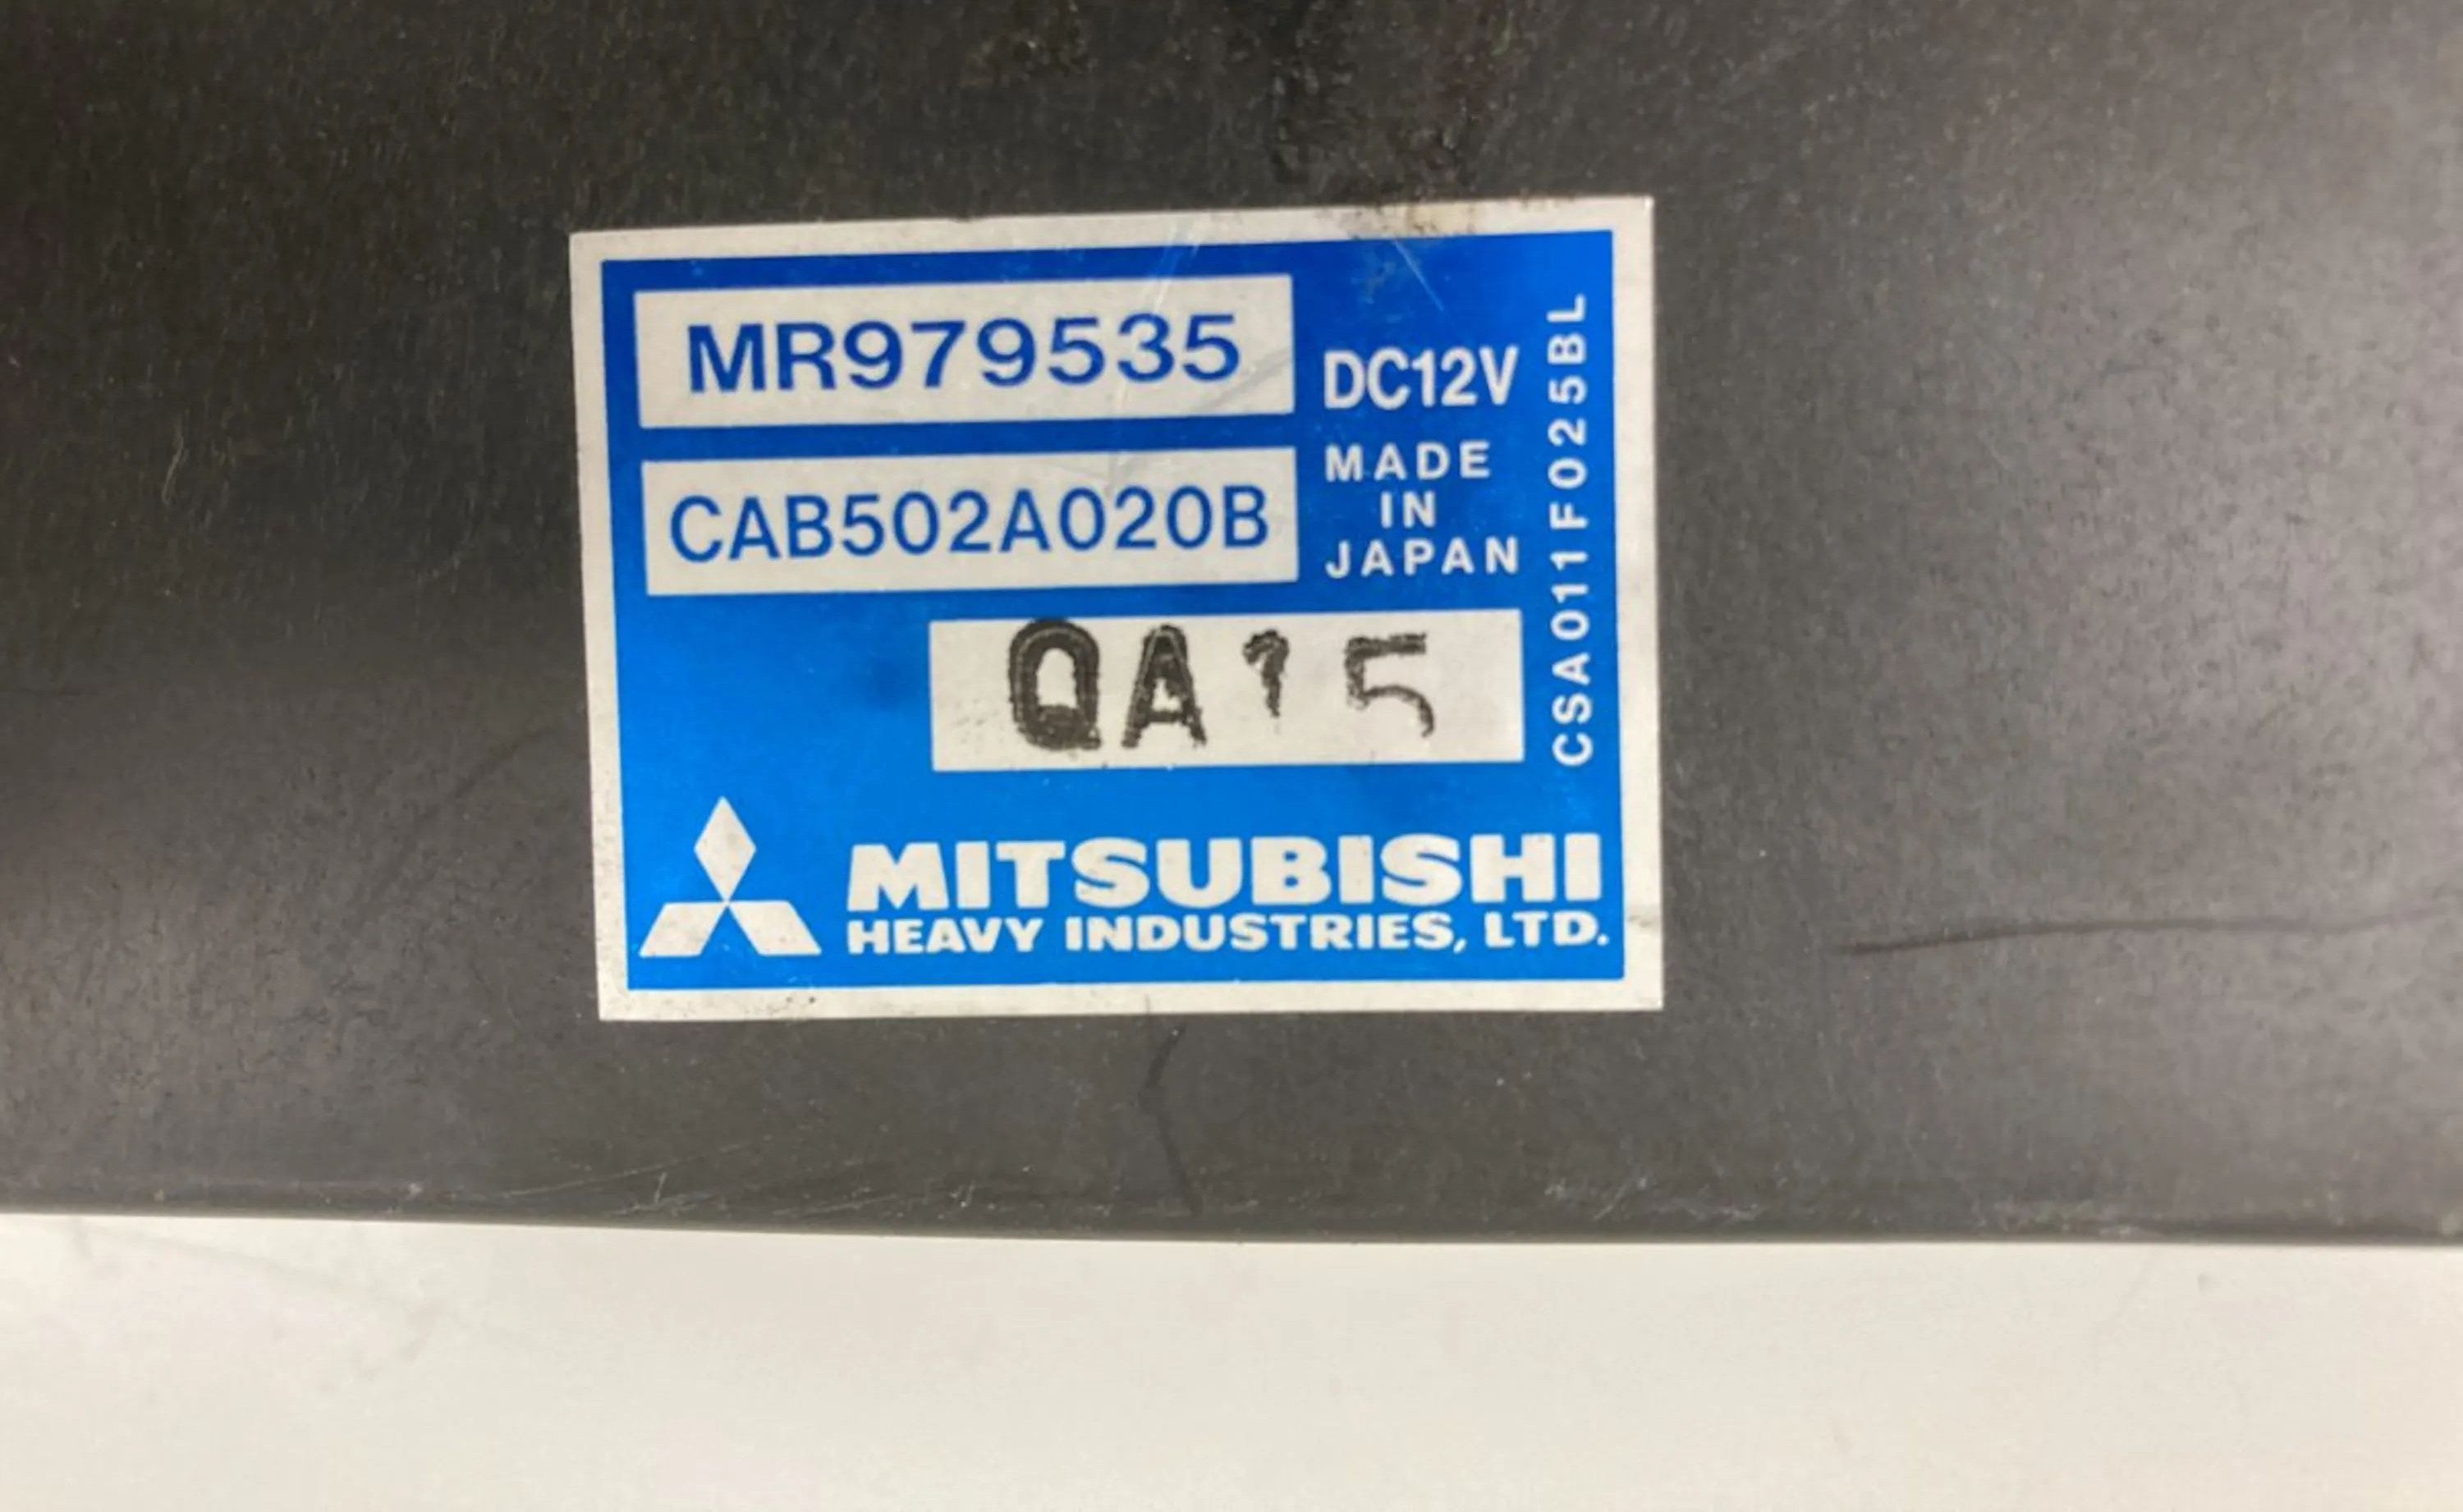 MR979535
DC12V
CAB502A020B
MADE
IN
JAPAN
CSA011F025BL
QA15
MITSUBISHI
HEAVY INDUSTRIES, LTD.